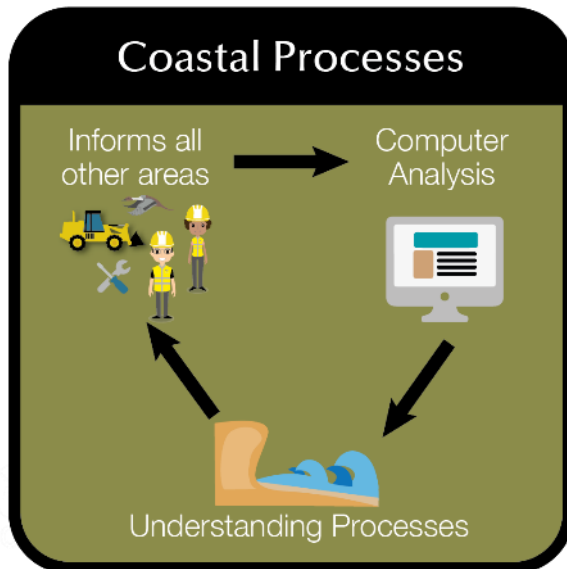 Coastal Processes
Informs all
other areas
Computer
Analysis
Understanding Processes